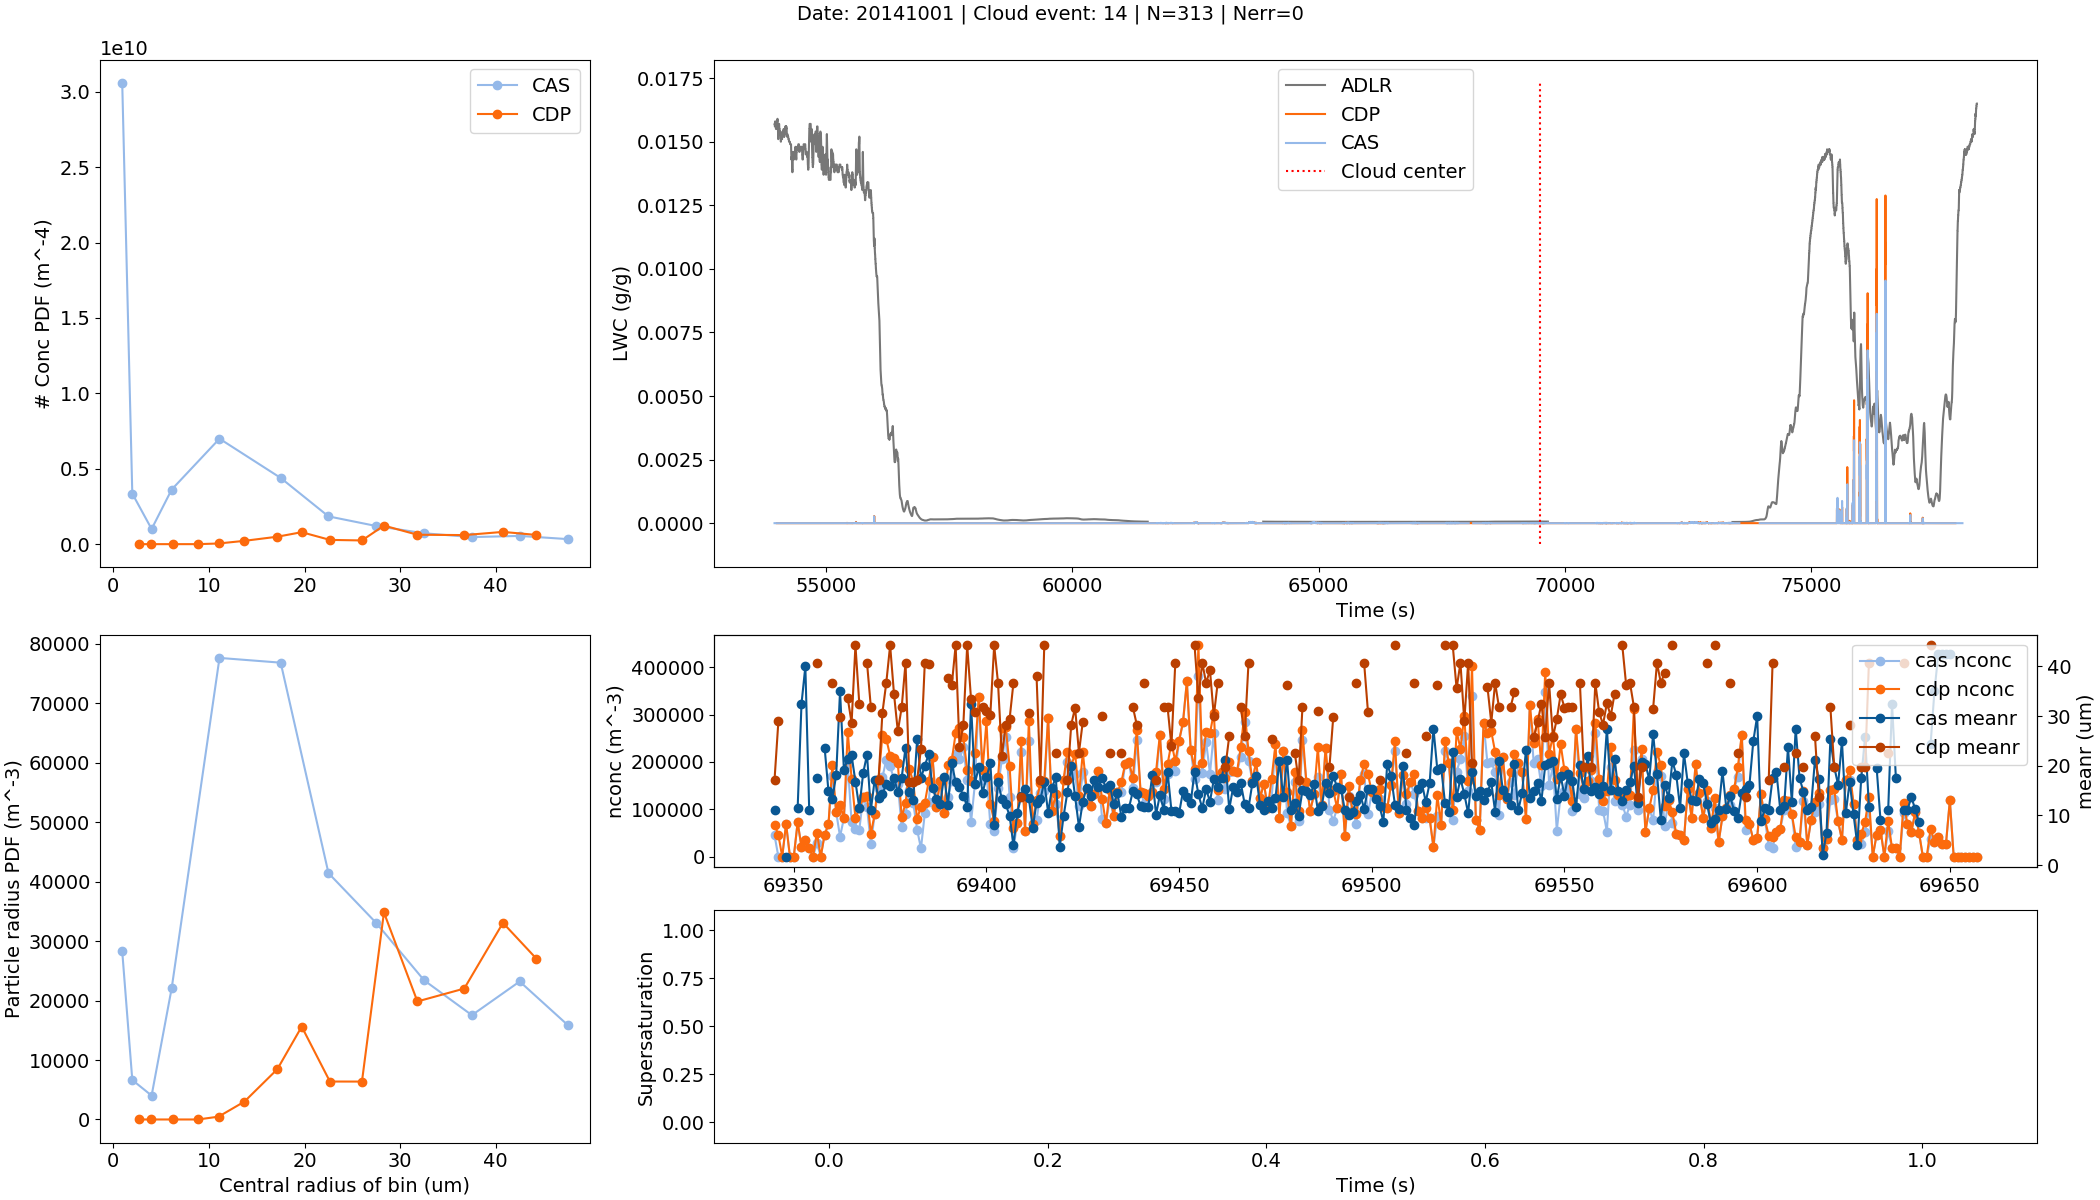 Date: 20141001 | Cloud event: 14 | N=313 | Nerr=0
1e10
# Conc PDF (m^-4)
3.0
2.5
2.0
1.5
1.0
0.5
0.0
0 10 20 30 40
CAS
CDP
LWC (g/g)
0.0175
0.0150
0.0125
0.0100
0.0075
0.0050
0.0025
0.0000
55000 60000 65000 70000 75000
Time (s)
ADLR
CDP
CAS
Cloud center
Particle radius PDF (m^-3)
80000
70000
60000
50000
40000
30000
20000
10000
0
0 10 20 30 40
Central radius of bin (um)
nconc (m^-3)
400000
300000
200000
100000
0
69350 69400 69450 69500 69550 69600 69650
cas nconc
cdp nconc
cas meanr
cdp meanr
40
30
20
10
0
meanr (um)
Supersaturation
1.00
0.75
0.50
0.25
0.00
0.0 0.2 0.4 0.6 0.8 1.0
Time (s)